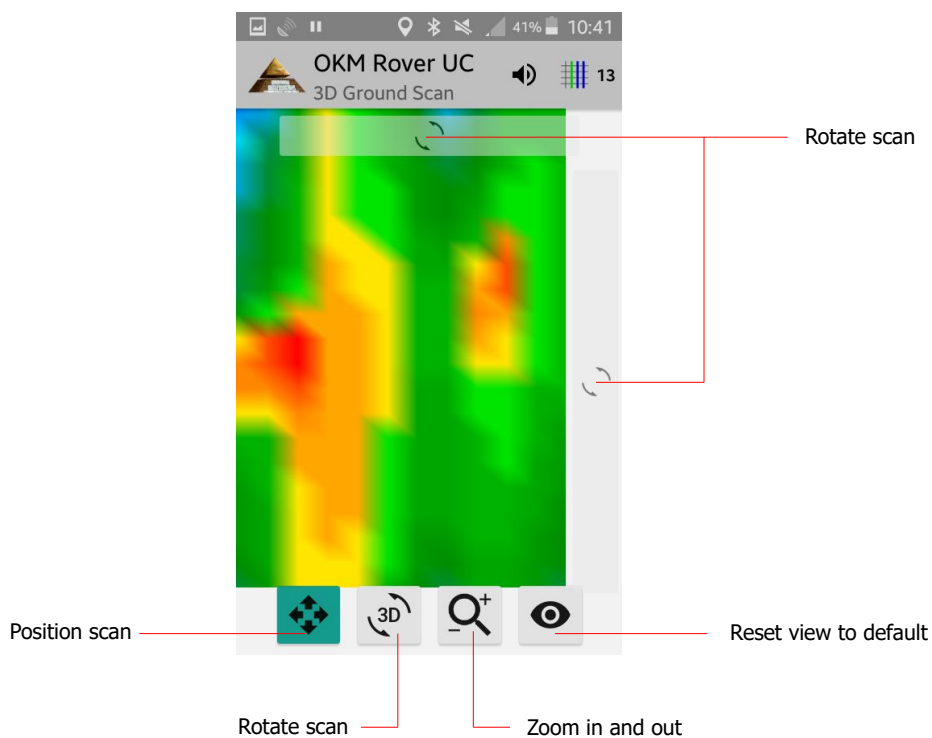 41% 10:41
OKM Rover UC
3D Ground Scan
13
Rotate scan
3D
Position scan
Reset view to default
Rotate scan
Zoom in and out